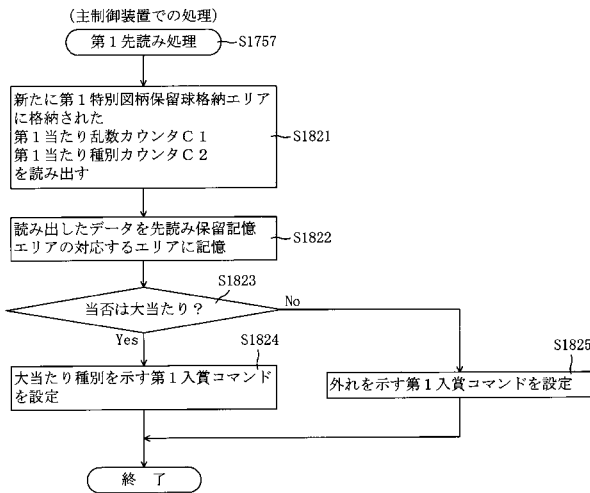 (主制御装置での処理)
第1先読み処理
S1757
新たに第1特別図柄保留球格納エリア
に格納された
第1当たり乱数カウンタC1
第1当たり種別カウンタC2
を読み出す
S1821
読み出したデータを先読み保留記憶
エリアの対応するエリアに記憶
S1822
S1823
当否は大当たり?
No
Yes
S1824
大当たり種別を示す第1入賞コマンド
を設定
S1825
外れを示す第1入賞コマンドを設定
終 了